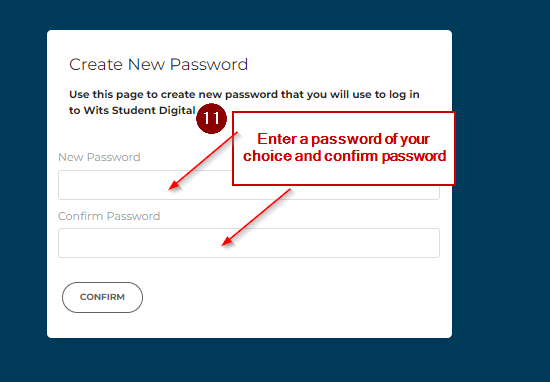 Create New Password
Use this page to create new password that you will use to log in
to Wits Student Digital
11
Enter a password of your
choice and confirm password
New Password
Confirm Password
CONFIRM